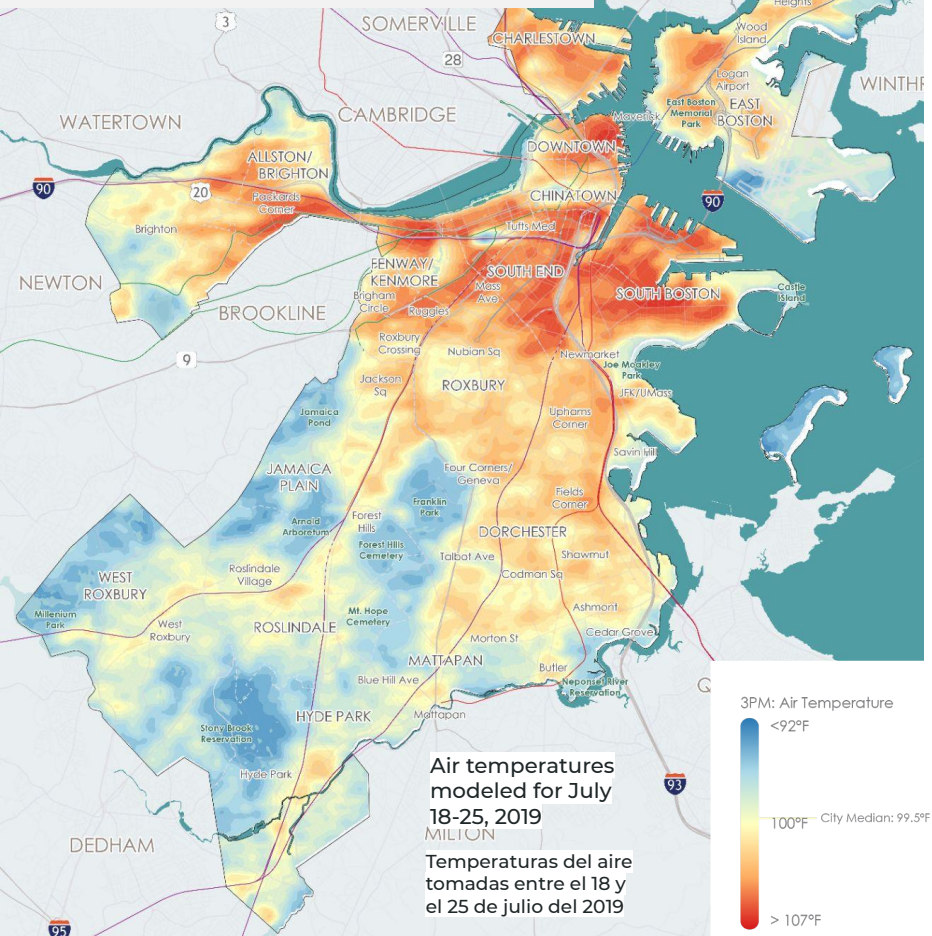 Heights
3
SOMERVILLE
CHARLESTOWN
Wood
Island
28
Logan
Airport
WINTHR
WATERTOWN
CAMBRIDGE
East Boston
Memorial
Park
EAST
BOSTON
Maverick
DOWNTOWN
ALLSTON/
BRIGHTON
90
20
Packards
Corner
CHINATOWN
90
Brighton
Tufts Med
NEWTON
FENWAY/
KENMORE
SOUTH END
Mass
Ave
SOUTH BOSTON
Castle
Island
BROOKLINE
Brigham
Circle
Ruggles
9
Roxbury
Crossing
Nubian Sq
Newmarket
Joe Moakley
Park
Jackson
Sq
ROXBURY
JFK/UMass
Jamaica
Pond
Uphams
Corner
Savin Hill
JAMAICA
PLAIN
Four Corners/
Geneva
Franklin
Park
Fields
Corner
Arnold
Arboretum
Forest
Hills
DORCHESTER
Forest Hills
Cemetery
Talbot Ave
Shawmut
WEST
ROXBURY
Roslindale
Village
Codman Sq
Millenium
Park
West
Roxbury
Mt. Hope
Cemetery
Ashmont
ROSLINDALE
Morton St
Cedar Grove
MATTAPAN
Butler
Blue Hill Ave
Neponset River
Reservation
Q
HYDE PARK
Mattapan
Stony Brook
Reservation
Hyde Park
3PM: Air Temperature
<92°F
100°F
City Median: 99.5°F
> 107°F
93
Air temperatures
modeled for July
18-25, 2019
MILTON
DEDHAM
Temperaturas del aire
tomadas entre el 18 y
el 25 de julio del 2019
95